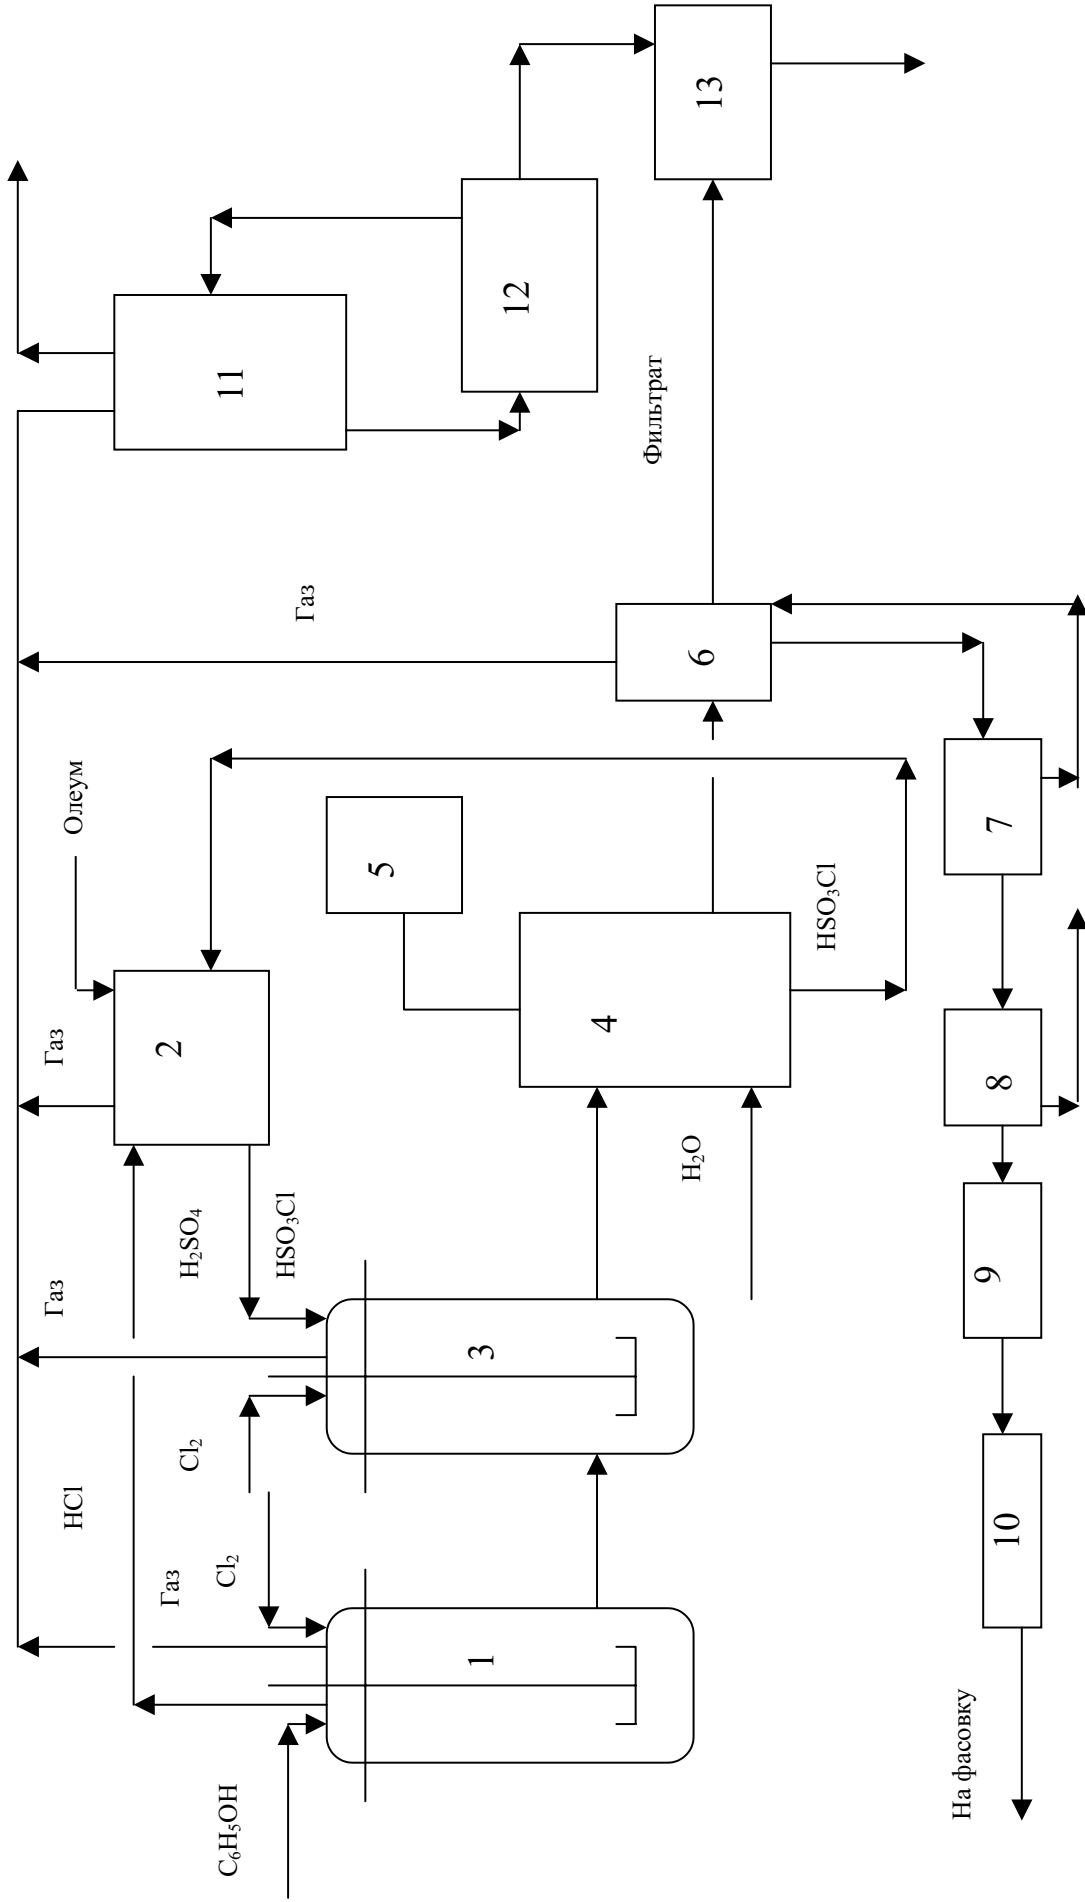 C₆H₅OH
Газ
HCl
Cl₂
Cl₂
Газ
H₂SO₄
HSO₃Cl
Газ
Олеум
Газ
Фильтрат
1
3
2
H₂O
4
5
HSO₃Cl
6
11
12
13
На фасовку
10
9
8
7